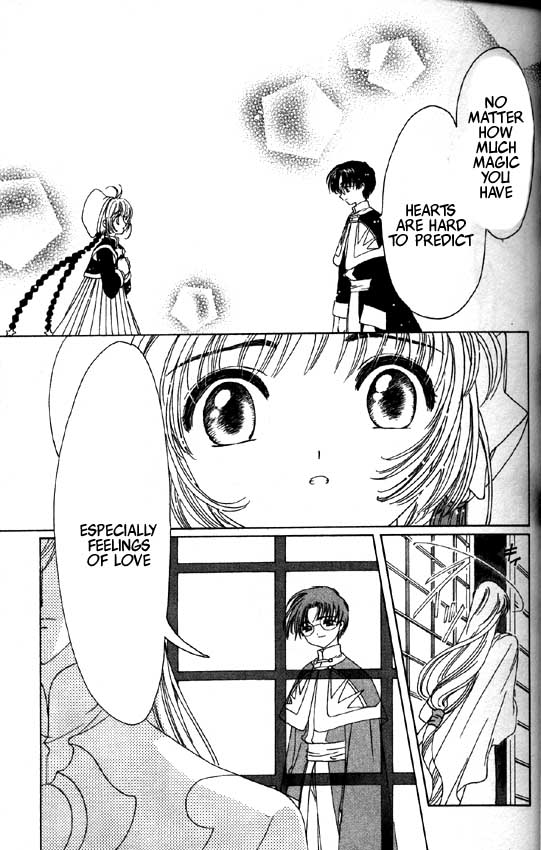 NO
MATTER
HOW
MUCH
MAGIC
YOU
HAVE
HEARTS
ARE HARD
TO PREDICT
ESPECIALLY
FEELINGS
OF LOVE